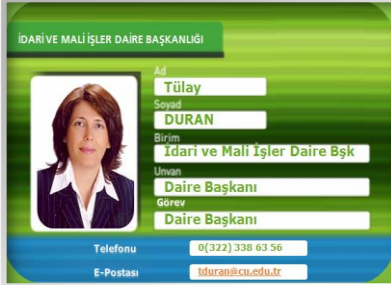 İDARİ VE MALİ İŞLER DAİRE BAŞKANLIĞI
Ad
Tülay
Soyad
DURAN
Birim
İdari ve Mali İşler Daire Bşk
Unvan
Daire Başkanı
Görev
Daire Başkanı
Telefonu 0(322) 338 63 56
E-Postası tduran@cu.edu.tr